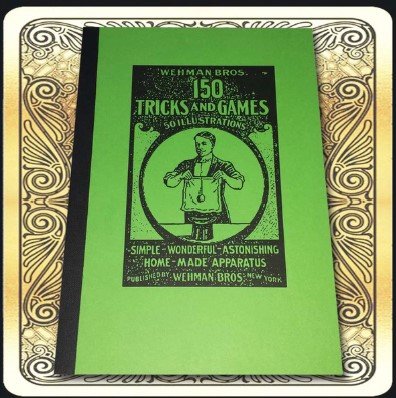 WEHMAN BROS.
150
TRICKS AND GAMES
50 ILLUSTRATIONS
SIMPLE-WONDERFUL-ASTONISHING
HOME-MADE APPARATUS
PUBLISHED BY WEHMAN BROS. NEW YORK